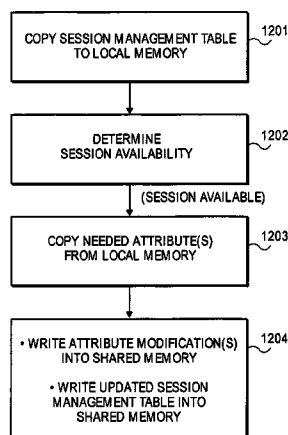 COPY SESSION MANAGEMENT TABLE
TO LOCAL MEMORY
1201
DETERMINE
SESSION AVAILABILITY
1202
(SESSION AVAILABLE)
COPY NEEDED ATTRIBUTE(S)
FROM LOCAL MEMORY
1203
• WRITE ATTRIBUTE MODIFICATION(S)
INTO SHARED MEMORY
• WRITE UPDATED SESSION
MANAGEMENT TABLE INTO
SHARED MEMORY
1204